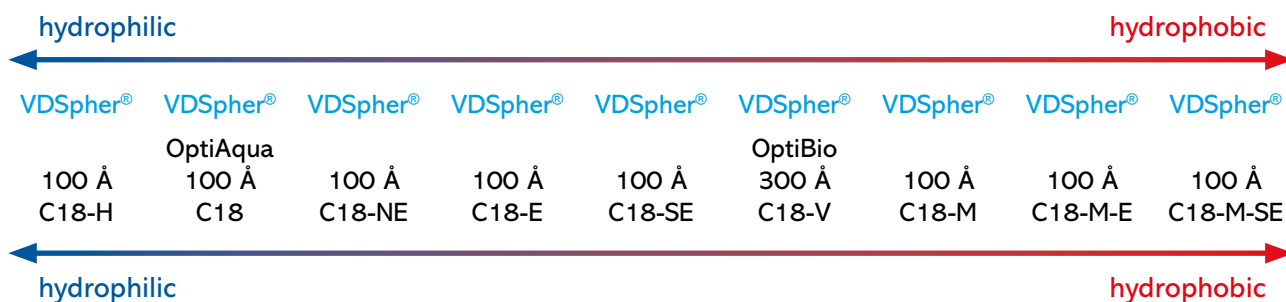 hydrophilic hydrophobic
VDSpher® VDSpher® VDSpher® VDSpher® VDSpher® VDSpher® VDSpher® VDSpher® VDSpher®
OptiAqua OptiBio
100 Å 100 Å 100 Å 100 Å 100 Å 300 Å 100 Å 100 Å 100 Å
C18-H C18 C18-NE C18-E C18-SE C18-V C18-M C18-M-E C18-M-SE
hydrophilic hydrophobic